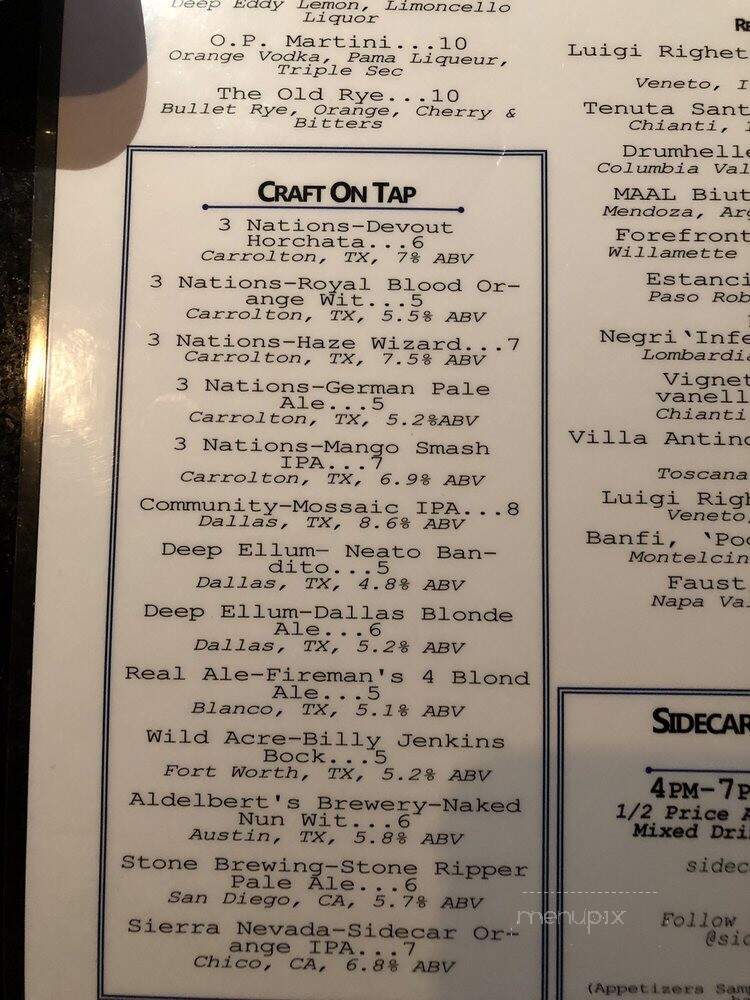 Deep Eddy Lemon, Limoncello
Liquor
O.P. Martini...10
Orange Vodka, Pama Liqueur,
Triple Sec
The Old Rye...10
Bullet Rye, Orange, Cherry &
Bitters
CRAFT ON TAP
3 Nations-Devout
Horchata...6
Carrolton, TX, 7% ABV
3 Nations-Royal Blood Or-
ange Wit...5
Carrolton, TX, 5.5% ABV
3 Nations-Haze Wizard...7
Carrolton, TX, 7.5% ABV
3 Nations-German Pale
Ale...5
Carrolton, TX, 5.2%ABV
3 Nations-Mango Smash
IPA...7
Carrolton, TX, 6.9% ABV
Community-Mossaic IPA...8
Dallas, TX, 8.6% ABV
Deep Ellum- Neato Ban-
dito...5
Dallas, TX, 4.8% ABV
Deep Ellum-Dallas Blonde
Ale...6
Dallas, TX, 5.2% ABV
Real Ale-Fireman's 4 Blond
Ale...5
Blanco, TX, 5.1% ABV
Wild Acre-Billy Jenkins
Bock...5
Fort Worth, TX, 5.2% ABV
Aldelbert's Brewery-Naked
Nun Wit...6
Austin, TX, 5.8% ABV
Stone Brewing-Stone Ripper
Pale Ale...6
San Diego, CA, 5.7% ABV
Sierra Nevada-Sidecar Or-
ange IPA...7
Chico, CA, 6.8% ABV
Luigi Righet
Veneto, I
Tenuta Sant
Chianti,
Drumhelle
Columbia Val
MAAL Biut
Mendoza, Arg
Forefront
Willamette
Estanci
Paso Rob
Negri 'Infe
Lombardia
Vignet
vanell
Chianti
Villa Antino
Toscana
Luigi Righ
Veneto,
Banfi, 'Po
Montelcin
Faust
Napa Va
SIDECAR
4PM-7P
1/2 Price A
Mixed Dri
sidec
Follow
@sid
(Appetizers Sam
menupix